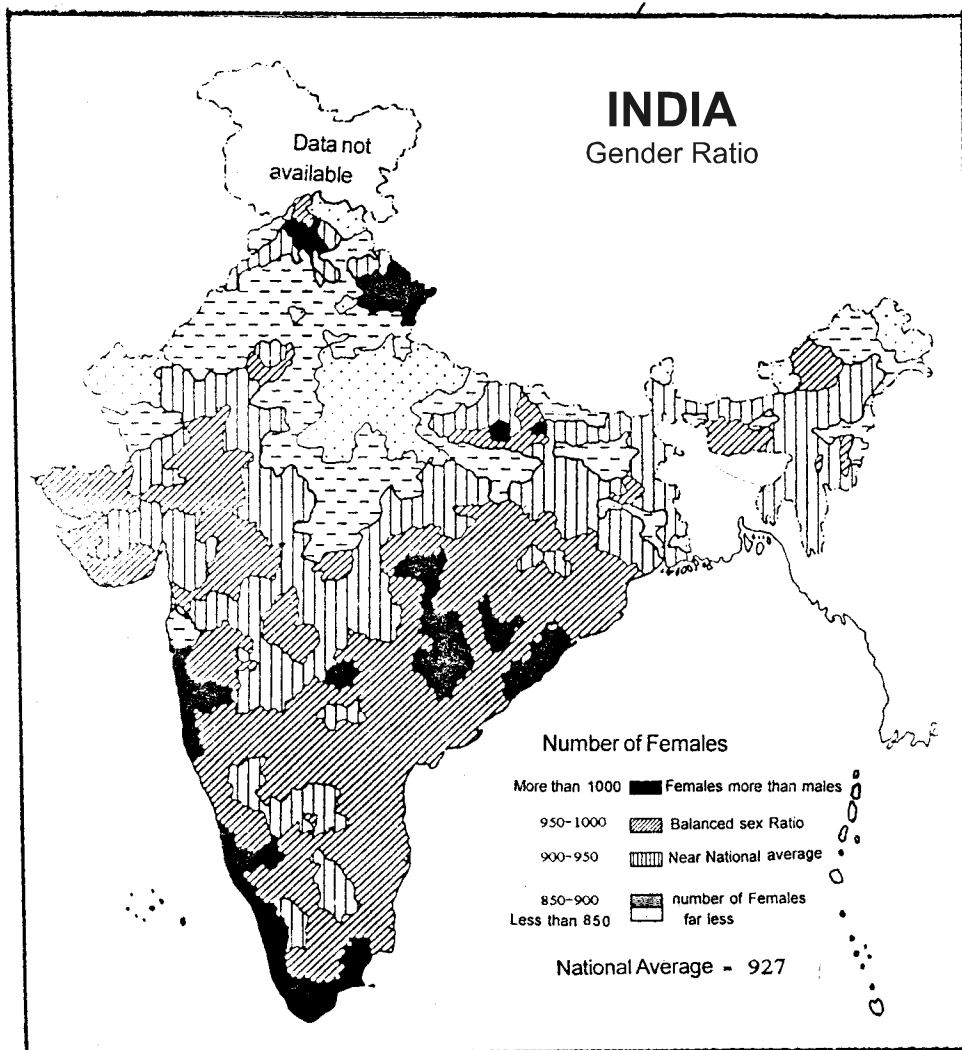 INDIA
Gender Ratio
Data not
available
Number of Females
More than 1000 Females more than males
950-1000 Balanced sex Ratio
900-950 Near National average
850-900 number of Females
Less than 850 far less
National Average - 927